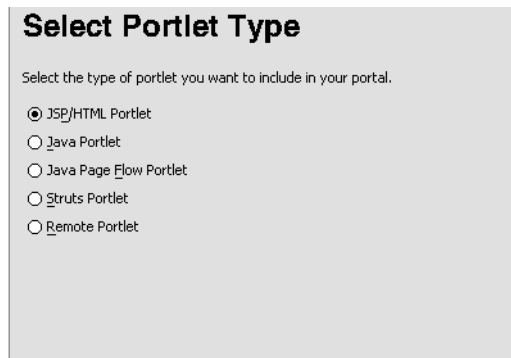 Select Portlet Type
Select the type of portlet you want to include in your portal.
JSP/HTML Portlet
Java Portlet
Java Page Flow Portlet
Struts Portlet
Remote Portlet